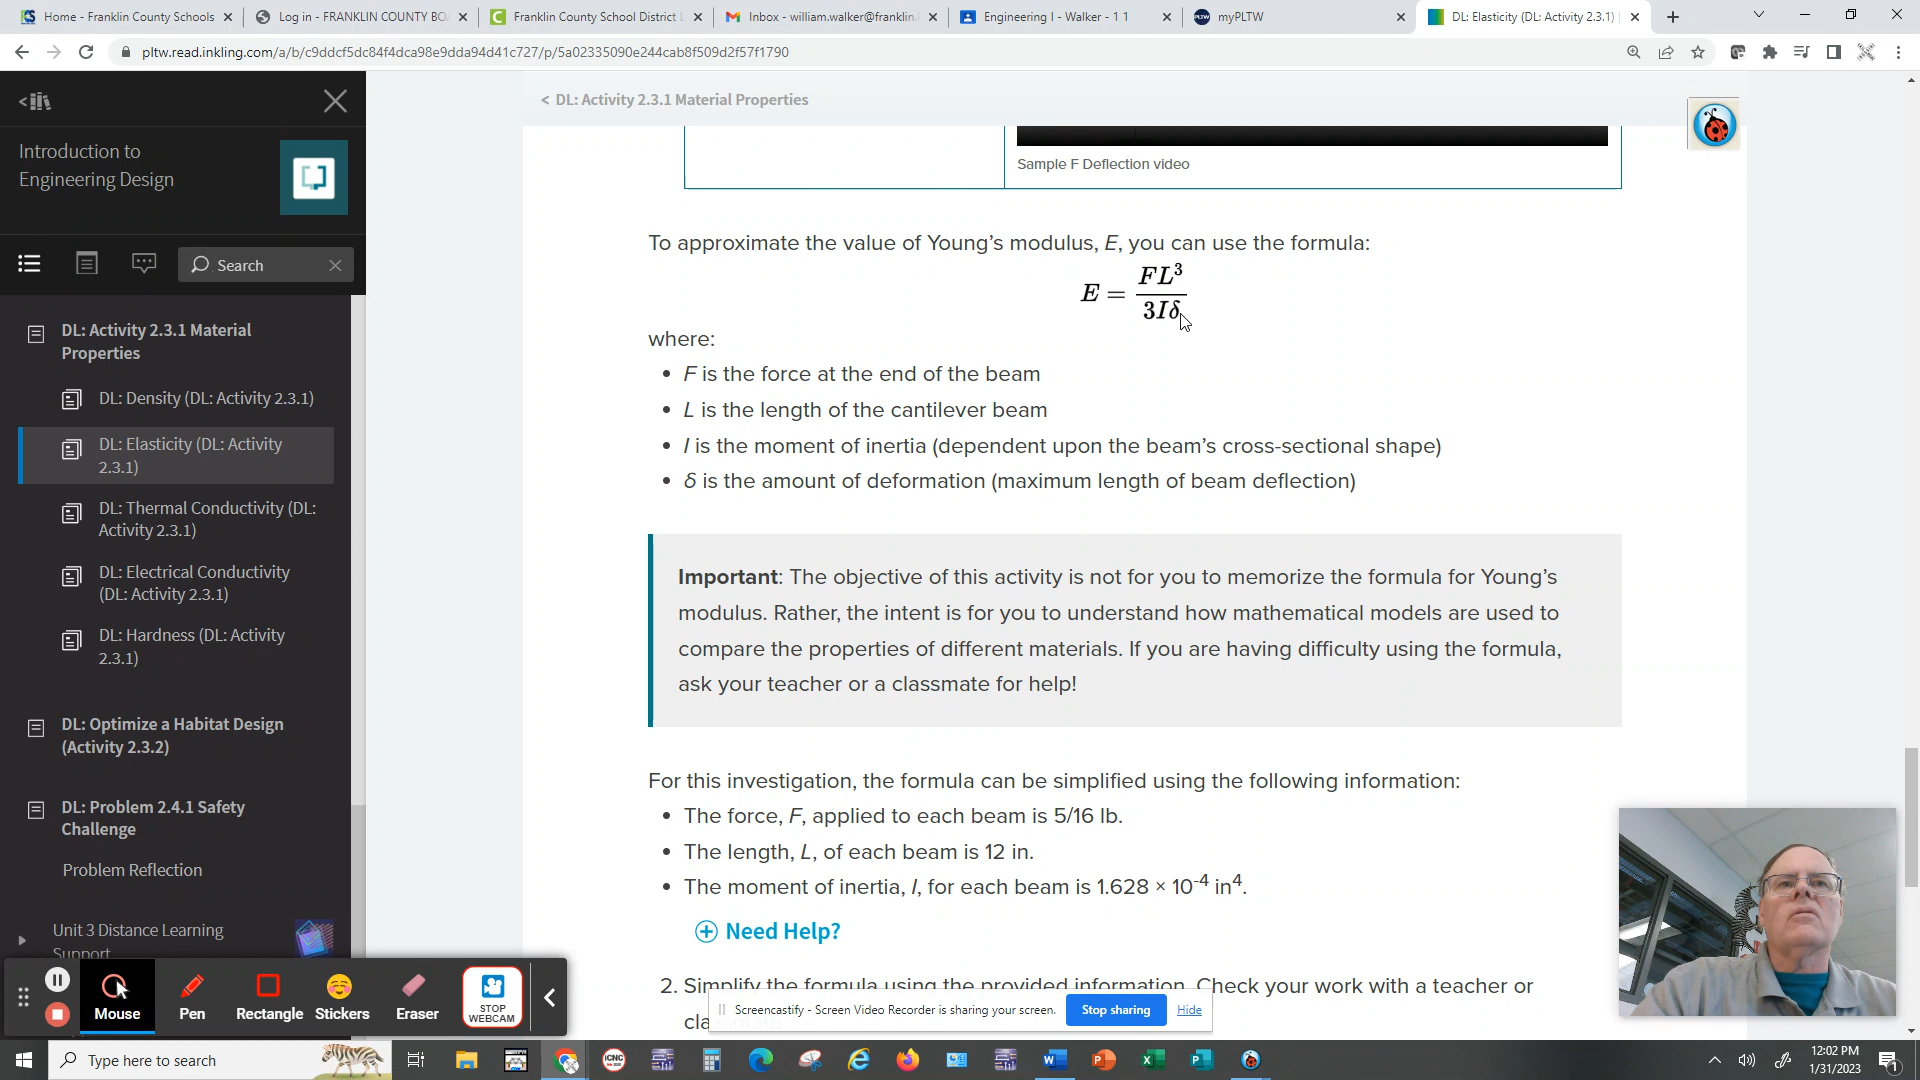 Home - Franklin County Schools
Log in - FRANKLIN COUNTY BO
Franklin County School District L
Inbox - william.walker@franklin.
Engineering I - Walker - 1 1
myPLTW
DL: Elasticity (DL: Activity 2.3.1) |
pltw.read.inkling.com/a/b/c9ddcf5dc84f4dca98e9dda94d41c727/p/5a02335090e244cab8f509d2f57f1790
Introduction to
Engineering Design
Search
DL: Activity 2.3.1 Material
Properties
DL: Density (DL: Activity 2.3.1)
DL: Elasticity (DL: Activity
2.3.1)
DL: Thermal Conductivity (DL:
Activity 2.3.1)
DL: Electrical Conductivity
(DL: Activity 2.3.1)
DL: Hardness (DL: Activity
2.3.1)
DL: Optimize a Habitat Design
(Activity 2.3.2)
DL: Problem 2.4.1 Safety
Challenge
Problem Reflection
Unit 3 Distance Learning
Support
< DL: Activity 2.3.1 Material Properties
Sample F Deflection video
To approximate the value of Young's modulus, E, you can use the formula:
E = FL³ / 3Iδ
where:
• F is the force at the end of the beam
• L is the length of the cantilever beam
• I is the moment of inertia (dependent upon the beam's cross-sectional shape)
• δ is the amount of deformation (maximum length of beam deflection)
Important: The objective of this activity is not for you to memorize the formula for Young's
modulus. Rather, the intent is for you to understand how mathematical models are used to
compare the properties of different materials. If you are having difficulty using the formula,
ask your teacher or a classmate for help!
For this investigation, the formula can be simplified using the following information:
• The force, F, applied to each beam is 5/16 lb.
• The length, L, of each beam is 12 in.
• The moment of inertia, I, for each beam is 1.628 × 10⁻⁴ in⁴.
Need Help?
2. Simplify the formula using the provided information. Check your work with a teacher or
Mouse
Pen
Rectangle
Stickers
Eraser
STOP
WEBCAM
Screencastify - Screen Video Recorder is sharing your screen.
Stop sharing
Hide
Type here to search
12:02 PM
1/31/2023